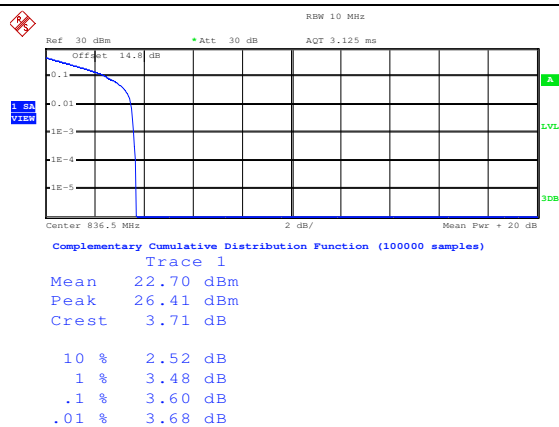 RBW 10 MHz
Ref 30 dBm * Att 30 dB AQT 3.125 ms
Offset 14.8 dB
0.1
A
1 SA
VIEW
0.01
LVL
1E-3
1E-4
1E-5
3DB
Center 836.5 MHz 2 dB/ Mean Pwr + 20 dB
Complementary Cumulative Distribution Function (100000 samples)
Trace 1
Mean 22.70 dBm
Peak 26.41 dBm
Crest 3.71 dB
10 % 2.52 dB
1 % 3.48 dB
.1 % 3.60 dB
.01 % 3.68 dB